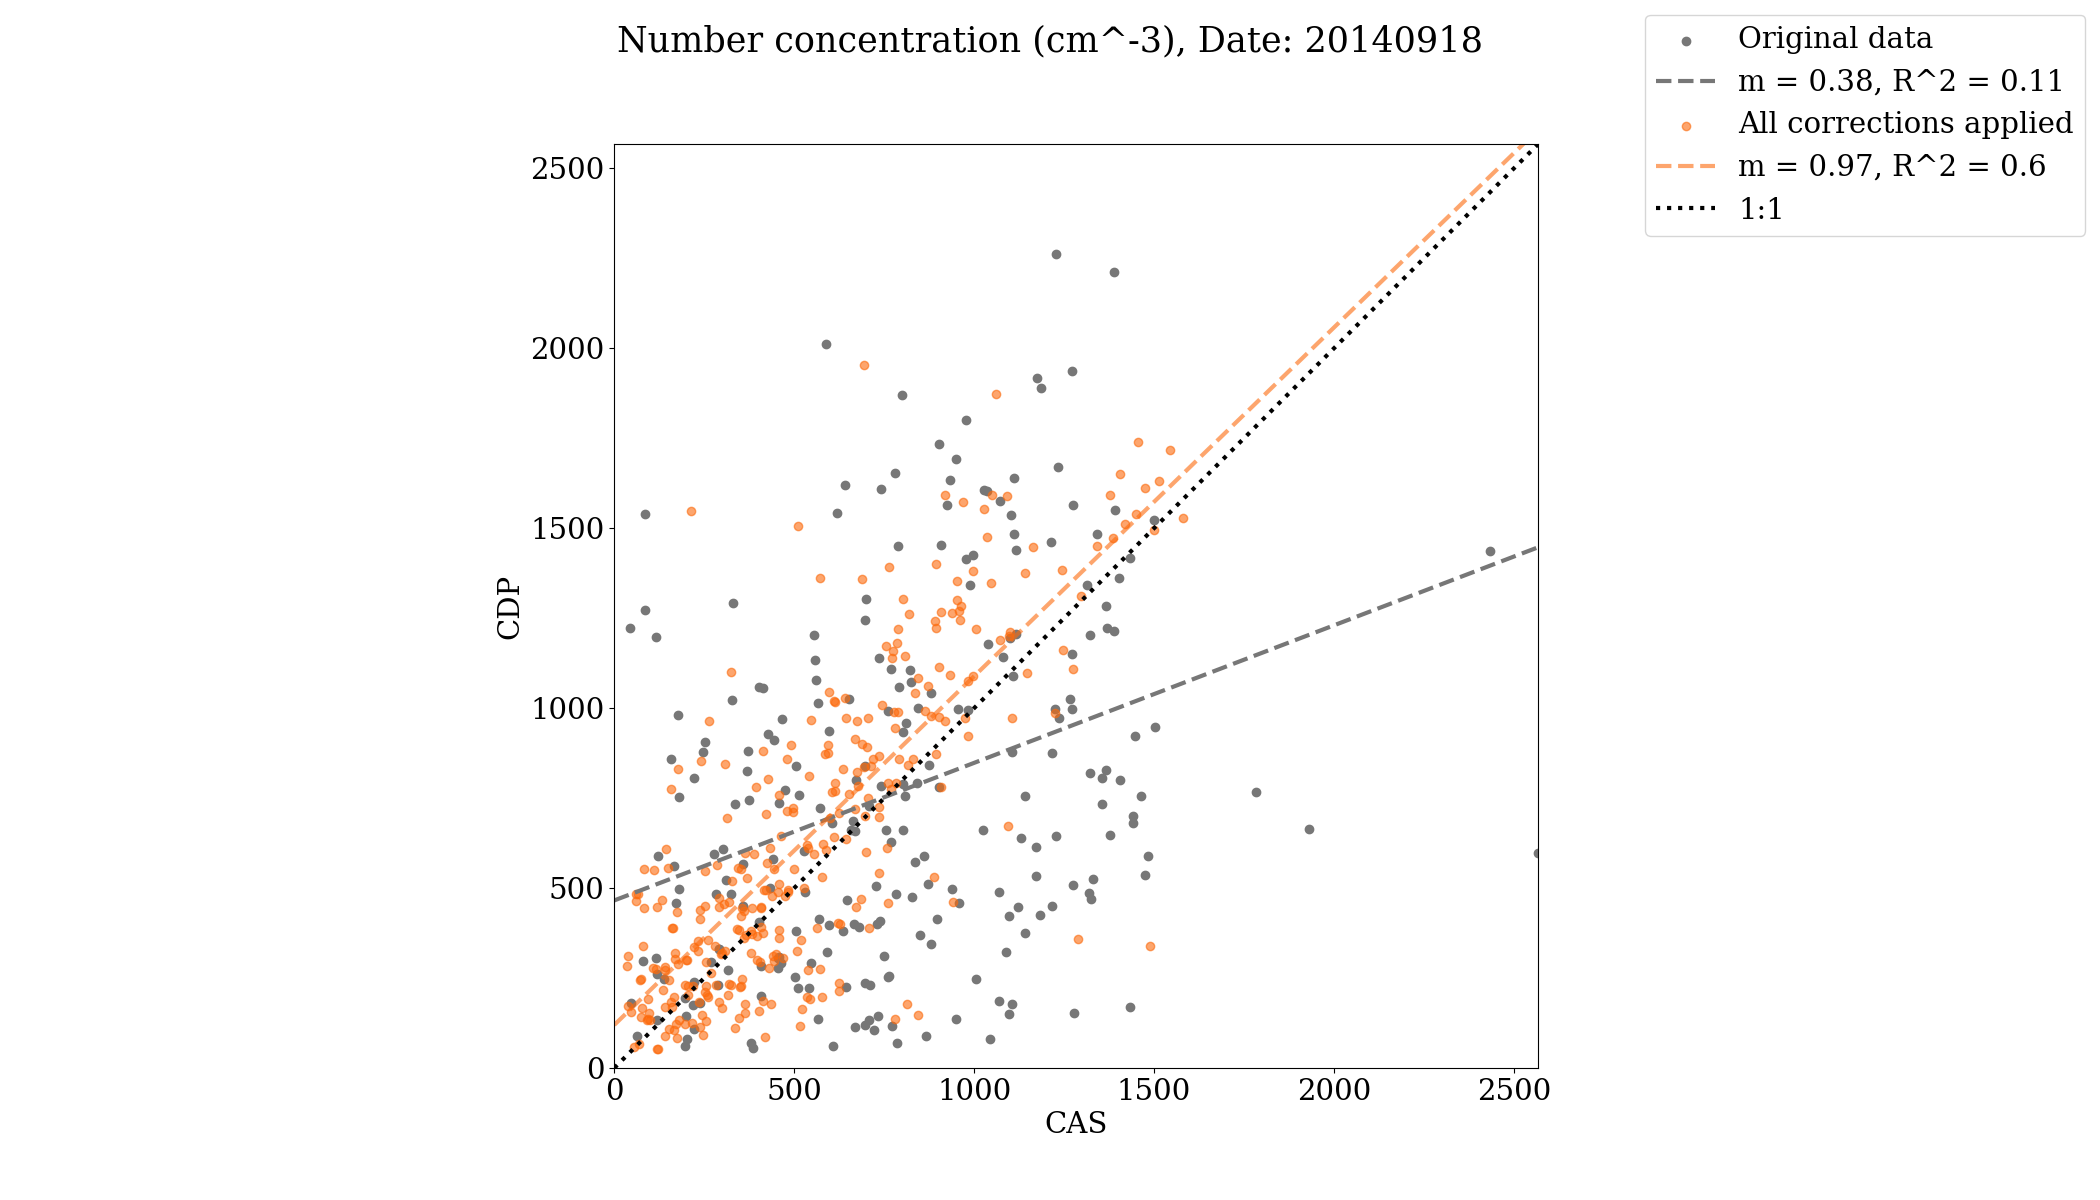 Number concentration (cm^-3), Date: 20140918
Original data
m = 0.38, R^2 = 0.11
All corrections applied
m = 0.97, R^2 = 0.6
1:1
2500
2000
1500
1000
500
0
CDP
0 500 1000 1500 2000 2500
CAS